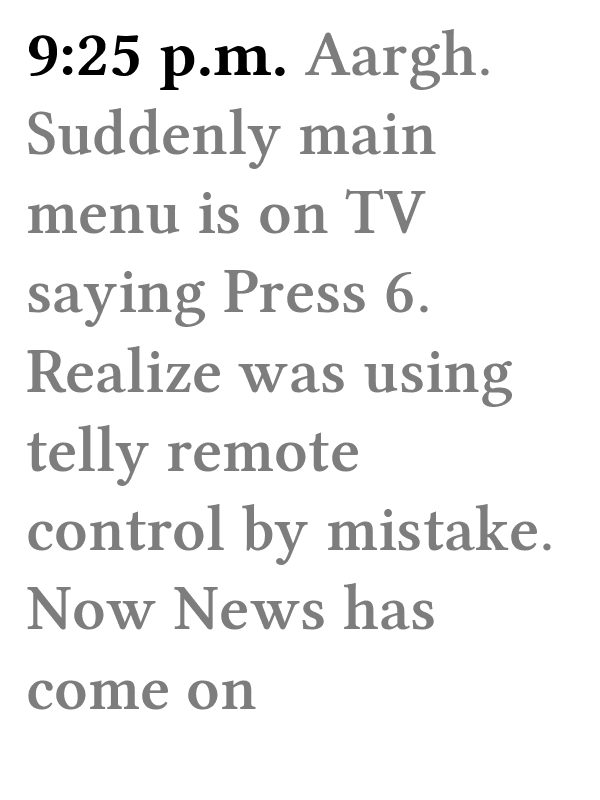 9:25 p.m. Aargh.
Suddenly main
menu is on TV
saying Press 6.
Realize was using
telly remote
control by mistake.
Now News has
come on